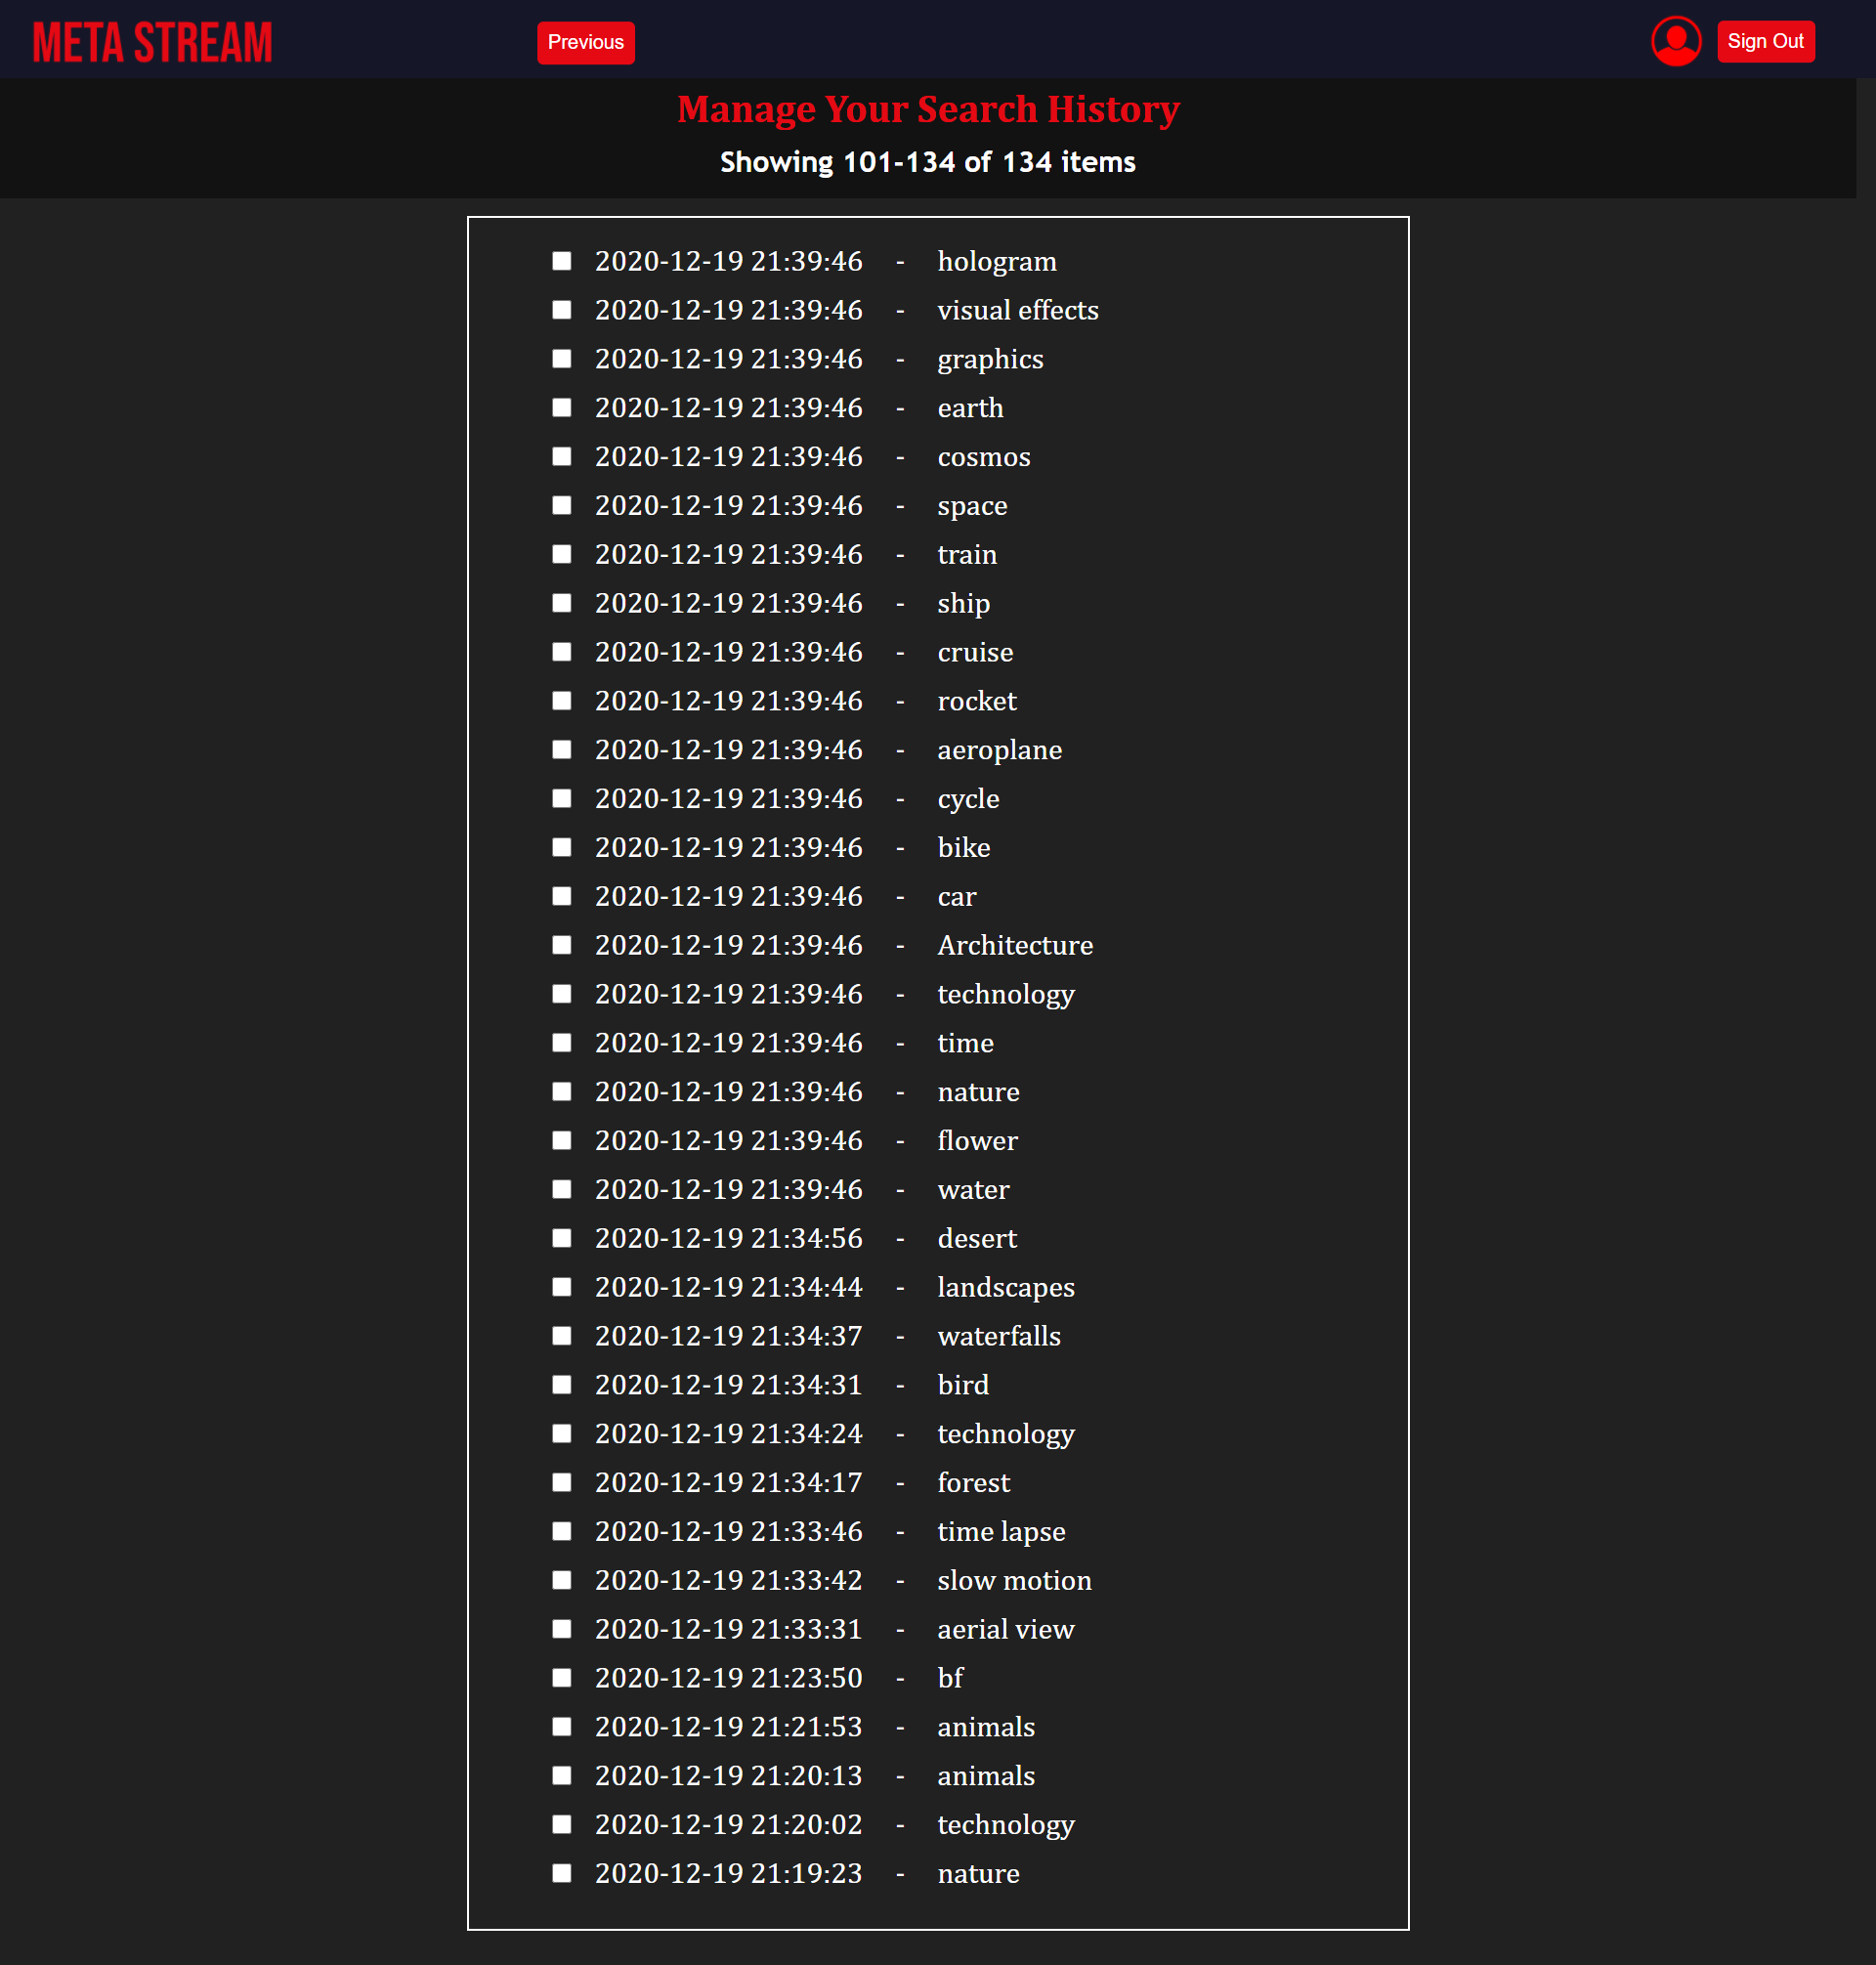 META STREAM Previous Sign Out
Manage Your Search History
Showing 101-134 of 134 items
2020-12-19 21:39:46 - hologram
2020-12-19 21:39:46 - visual effects
2020-12-19 21:39:46 - graphics
2020-12-19 21:39:46 - earth
2020-12-19 21:39:46 - cosmos
2020-12-19 21:39:46 - space
2020-12-19 21:39:46 - train
2020-12-19 21:39:46 - ship
2020-12-19 21:39:46 - cruise
2020-12-19 21:39:46 - rocket
2020-12-19 21:39:46 - aeroplane
2020-12-19 21:39:46 - cycle
2020-12-19 21:39:46 - bike
2020-12-19 21:39:46 - car
2020-12-19 21:39:46 - Architecture
2020-12-19 21:39:46 - technology
2020-12-19 21:39:46 - time
2020-12-19 21:39:46 - nature
2020-12-19 21:39:46 - flower
2020-12-19 21:39:46 - water
2020-12-19 21:34:56 - desert
2020-12-19 21:34:44 - landscapes
2020-12-19 21:34:37 - waterfalls
2020-12-19 21:34:31 - bird
2020-12-19 21:34:24 - technology
2020-12-19 21:34:17 - forest
2020-12-19 21:33:46 - time lapse
2020-12-19 21:33:42 - slow motion
2020-12-19 21:33:31 - aerial view
2020-12-19 21:23:50 - bf
2020-12-19 21:21:53 - animals
2020-12-19 21:20:13 - animals
2020-12-19 21:20:02 - technology
2020-12-19 21:19:23 - nature